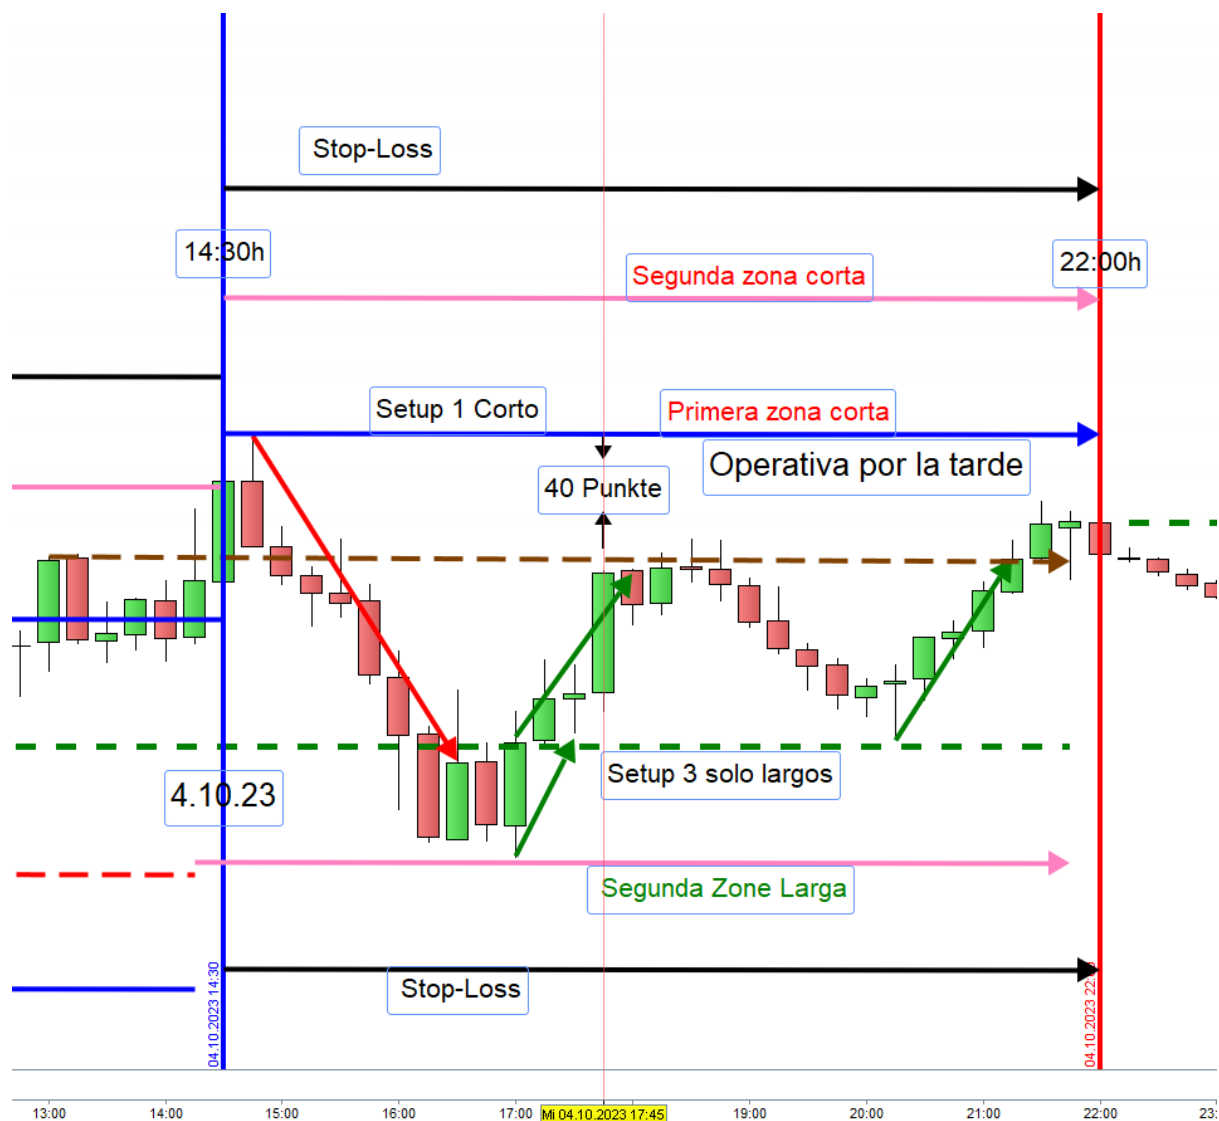 Stop-Loss
14:30h
22:00h
Segunda zona corta
Setup 1 Corto
Primera zona corta
Operativa por la tarde
40 Punkte
Setup 3 solo largos
4.10.23
Segunda Zone Larga
Stop-Loss
04.10.2023 14:30
04.10.2023 22:
13:00 14:00 15:00 16:00 17:00 Mi 04.10.2023 17:45 19:00 20:00 21:00 22:00 23: